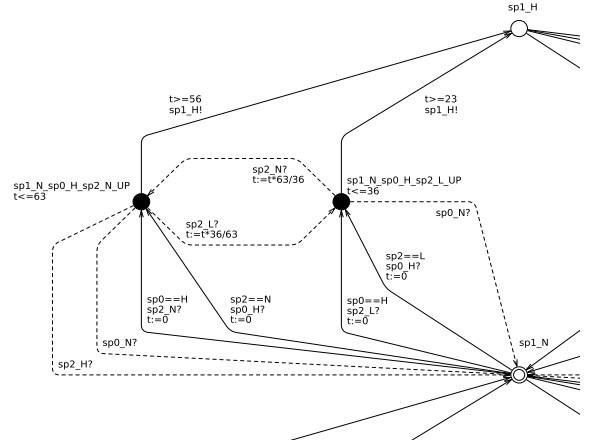 sp1_H
t>=56
sp1_H!
t>=23
sp1_H!
sp2_N?
t:=t*63/36
sp1_N_sp0_H_sp2_N_UP
t<=63
sp1_N_sp0_H_sp2_L_UP
t<=36
sp0_N?
sp2_L?
t:=t*36/63
sp2==L
sp0_H?
t:=0
sp0==H
sp2_N?
t:=0
sp2==N
sp0_H?
t:=0
sp0==H
sp2_L?
t:=0
sp0_N?
sp1_N
sp2_H?